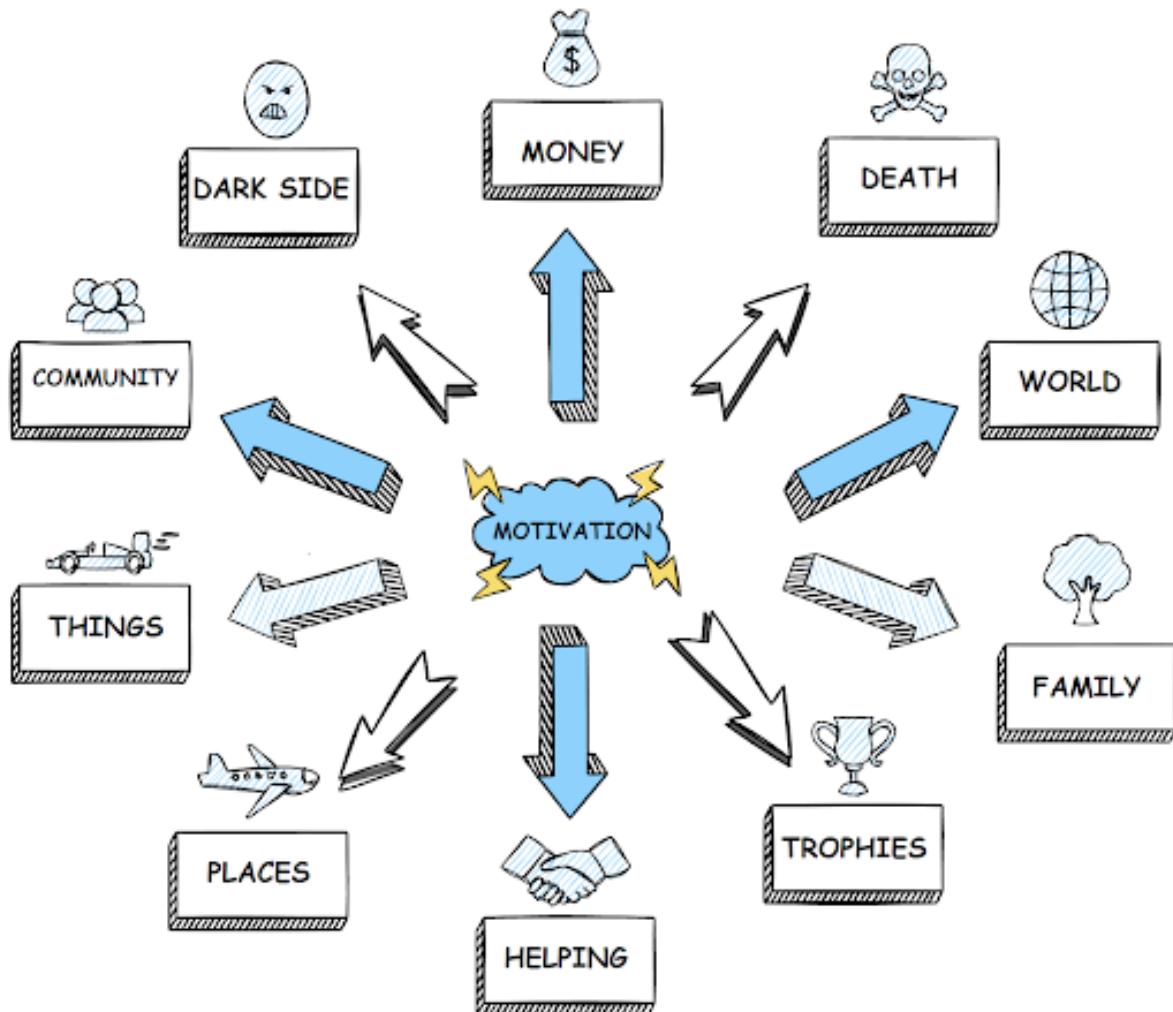 $
MONEY
DARK SIDE
DEATH
COMMUNITY
WORLD
MOTIVATION
THINGS
FAMILY
PLACES
TROPHIES
HELPING